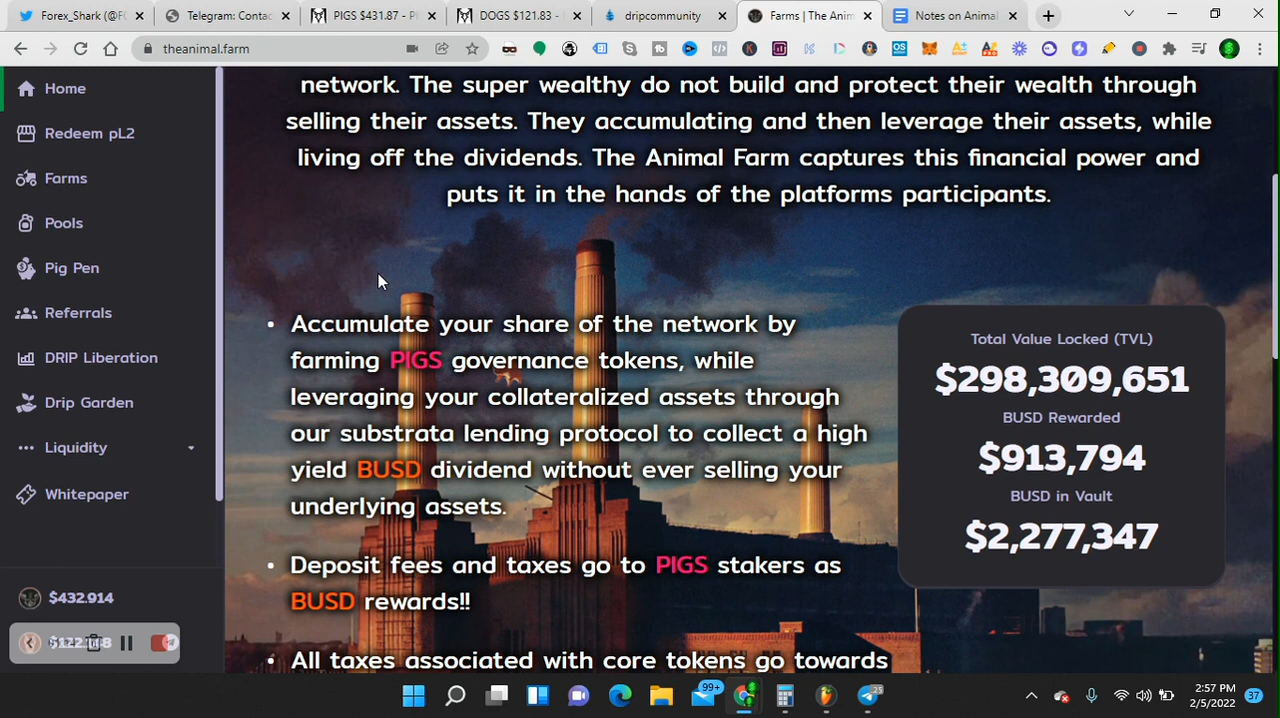 Forex_Shark (@FC
Telegram: Contac
PIGS $431.87 - P
DOGS $121.83 -
dripcommunity
Farms | The Anim
Notes on Animal
theanimal.farm
Home
Redeem pL2
Farms
Pools
Pig Pen
Referrals
DRIP Liberation
Drip Garden
Liquidity
Whitepaper
$432.914
network. The super wealthy do not build and protect their wealth through
selling their assets. They accumulating and then leverage their assets, while
living off the dividends. The Animal Farm captures this financial power and
puts it in the hands of the platforms participants.
• Accumulate your share of the network by
farming PIGS governance tokens, while
leveraging your collateralized assets through
our substrata lending protocol to collect a high
yield BUSD dividend without ever selling your
underlying assets.
• Deposit fees and taxes go to PIGS stakers as
BUSD rewards!!
• All taxes associated with core tokens go towards
Total Value Locked (TVL)
$298,309,651
BUSD Rewarded
$913,794
BUSD in Vault
$2,277,347
99+
25
2:57 PM
2/5/2022
37